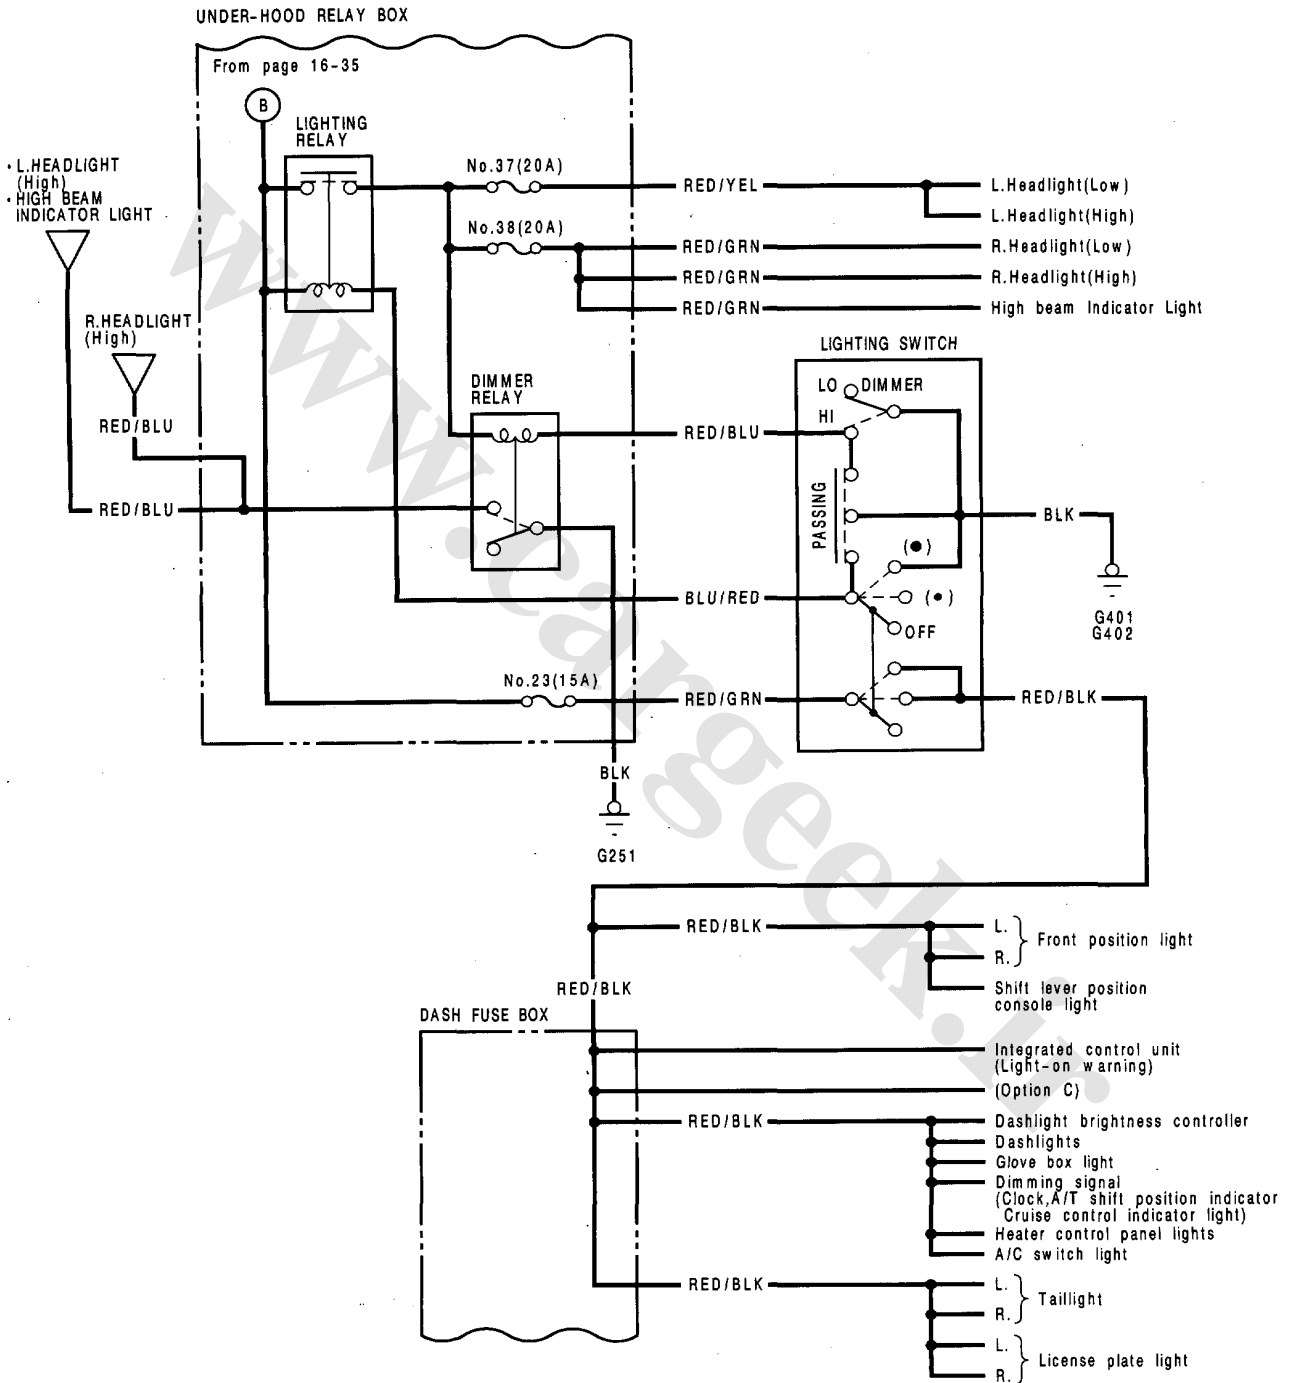 UNDER-HOOD RELAY BOX
From page 16-35
B
LIGHTING
RELAY
• L.HEADLIGHT
(High)
• HIGH BEAM
INDICATOR LIGHT
No.37(20A)
RED/YEL
L.Headlight(Low)
L.Headlight(High)
No.38(20A)
RED/GRN
R.Headlight(Low)
RED/GRN
R.Headlight(High)
RED/GRN
High beam Indicator Light
R.HEADLIGHT
(High)
LIGHTING SWITCH
DIMMER
RELAY
LO
DIMMER
HI
RED/BLU
RED/BLU
RED/BLU
PASSING
BLK
(●)
(•)
BLU/RED
OFF
G401
G402
No.23(15A)
RED/GRN
RED/BLK
BLK
G251
RED/BLK
L.
R.
Front position light
Shift lever position
console light
RED/BLK
DASH FUSE BOX
Integrated control unit
(Light-on warning)
(Option C)
RED/BLK
Dashlight brightness controller
Dashlights
Glove box light
Dimming signal
(Clock,A/T shift position indicator
Cruise control indicator light)
Heater control panel lights
A/C switch light
RED/BLK
L.
R.
Taillight
L.
R.
License plate light
www.cargeek.ir